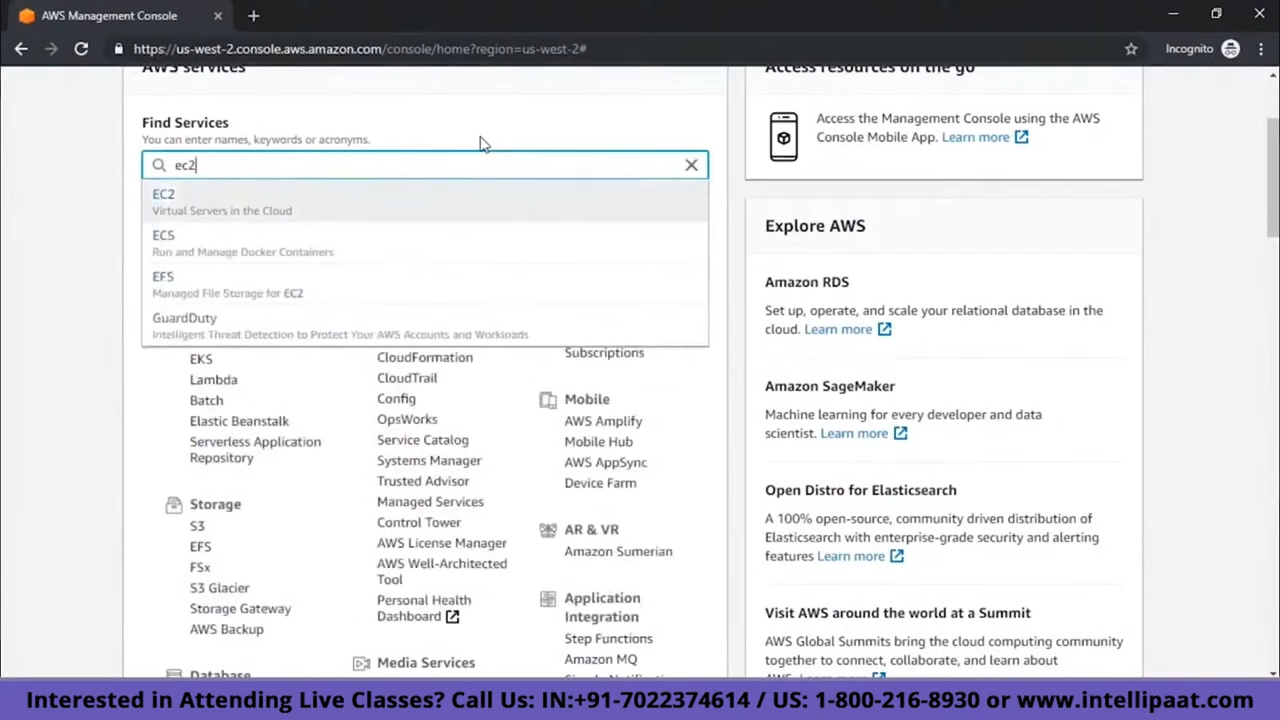 AWS Management Console
https://us-west-2.console.aws.amazon.com/console/home?region=us-west-2#
Incognito
AWS services
Find Services
You can enter names, keywords or acronyms.
ec2
EC2
Virtual Servers in the Cloud
ECS
Run and Manage Docker Containers
EFS
Managed File Storage for EC2
GuardDuty
Intelligent Threat Detection to Protect Your AWS Accounts and Workloads
EKS
Lambda
Batch
Elastic Beanstalk
Serverless Application
Repository
Storage
S3
EFS
FSx
S3 Glacier
Storage Gateway
AWS Backup
Database
CloudFormation
CloudTrail
Config
OpsWorks
Service Catalog
Systems Manager
Trusted Advisor
Managed Services
Control Tower
AWS License Manager
AWS Well-Architected
Tool
Personal Health
Dashboard
Media Services
Subscriptions
Mobile
AWS Amplify
Mobile Hub
AWS AppSync
Device Farm
AR & VR
Amazon Sumerian
Application
Integration
Step Functions
Amazon MQ
Access resources on the go
Access the Management Console using the AWS
Console Mobile App. Learn more
Explore AWS
Amazon RDS
Set up, operate, and scale your relational database in the
cloud. Learn more
Amazon SageMaker
Machine learning for every developer and data
scientist. Learn more
Open Distro for Elasticsearch
A 100% open-source, community driven distribution of
Elasticsearch with enterprise-grade security and alerting
features Learn more
Visit AWS around the world at a Summit
AWS Global Summits bring the cloud computing community
together to connect, collaborate, and learn about
Interested in Attending Live Classes? Call Us: IN:+91-7022374614 / US: 1-800-216-8930 or www.intellipaat.com